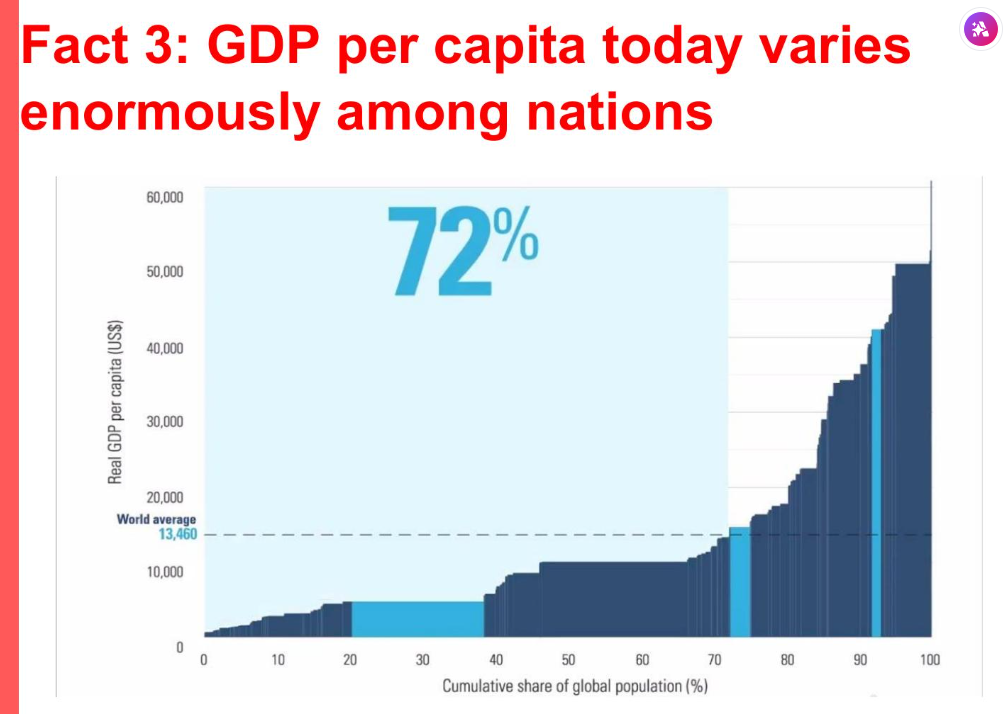 Fact 3: GDP per capita today varies
enormously among nations
72%
Real GDP per capita (US$)
60,000
50,000
40,000
30,000
20,000
World average
13,460
10,000
0
0 10 20 30 40 50 60 70 80 90 100
Cumulative share of global population (%)